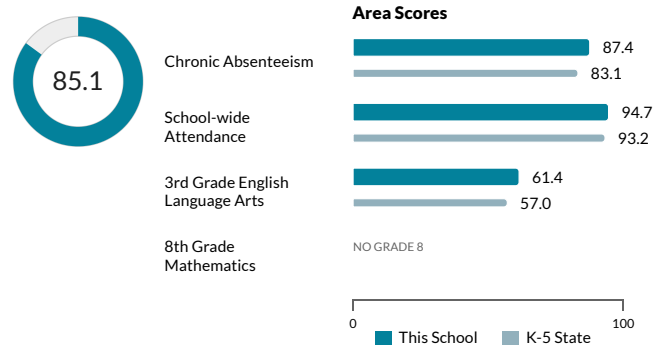 Area Scores
85.1
Chronic Absenteeism
87.4
83.1
School-wide
Attendance
94.7
93.2
3rd Grade English
Language Arts
61.4
57.0
8th Grade
Mathematics
NO GRADE 8
0
100
This School
K-5 State